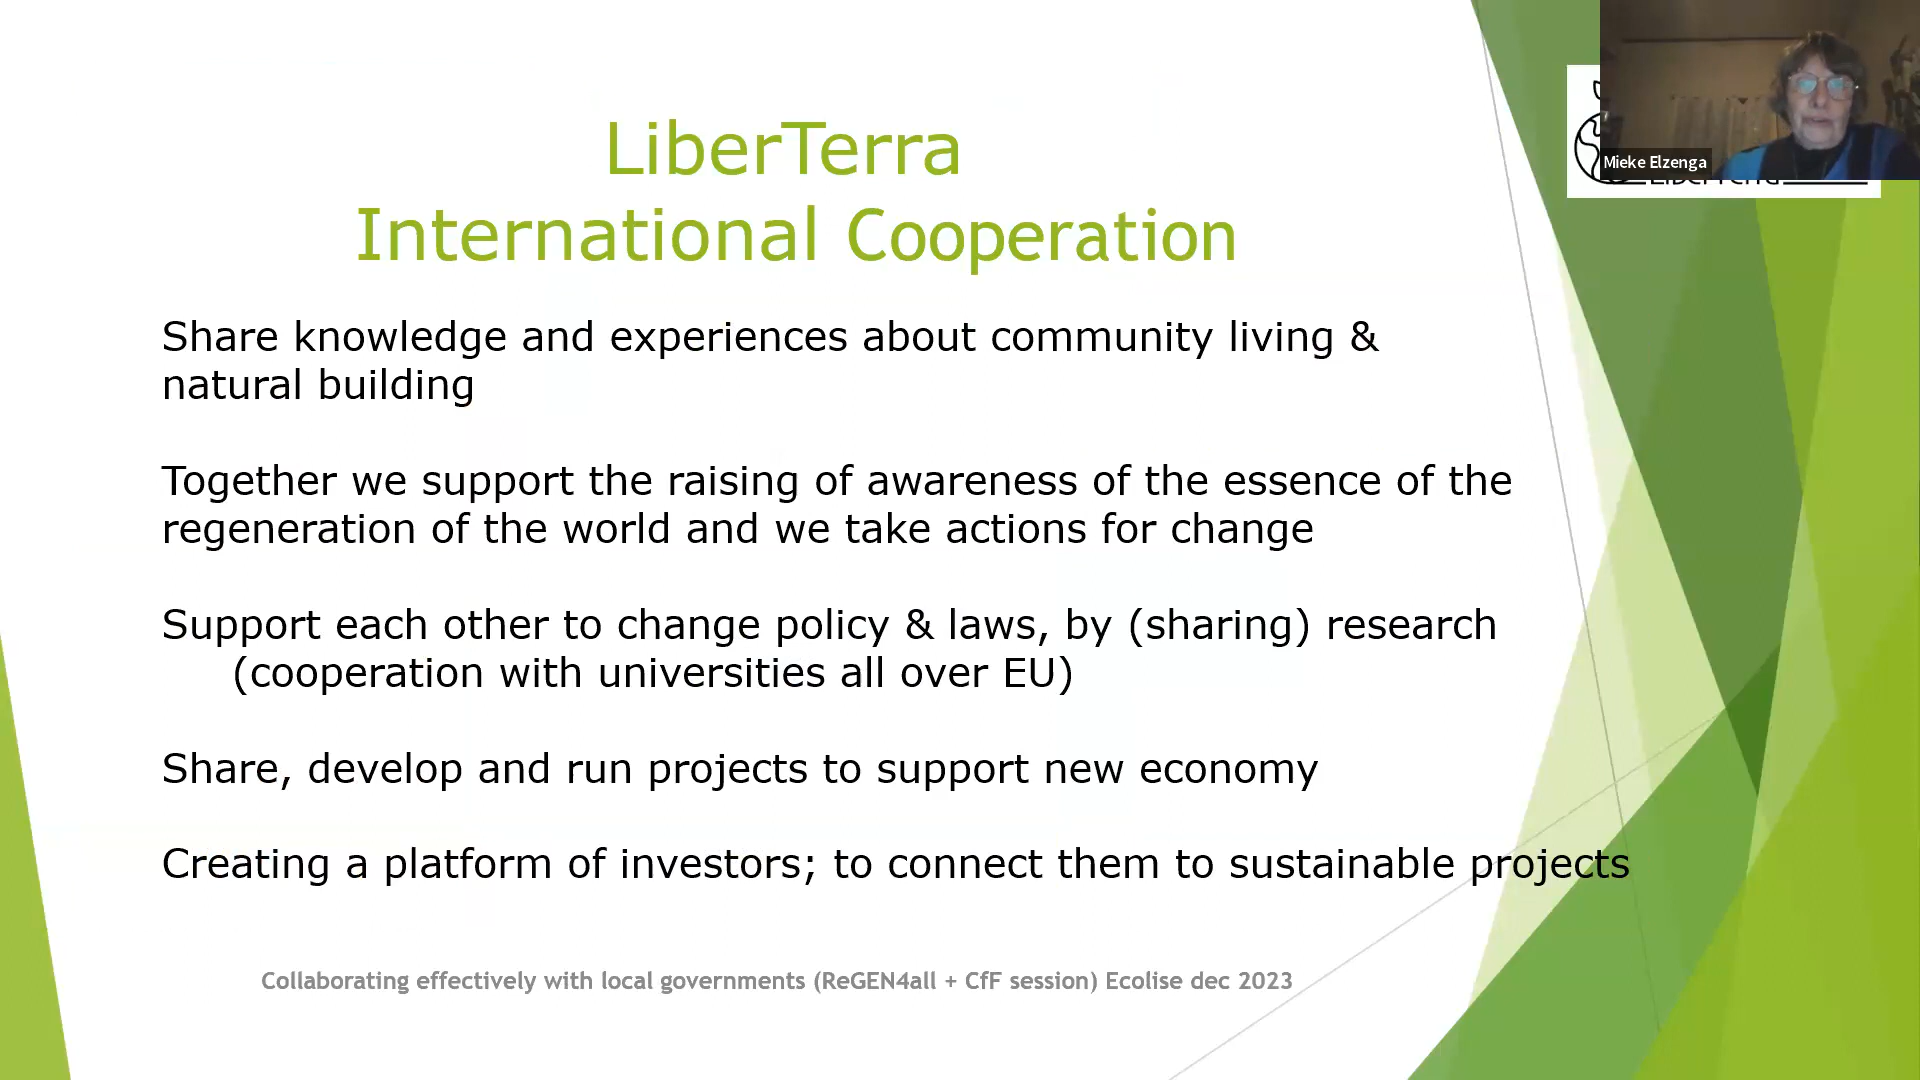 LiberTerra
International Cooperation
Mieke Elzenga
Share knowledge and experiences about community living &
natural building
Together we support the raising of awareness of the essence of the
regeneration of the world and we take actions for change
Support each other to change policy & laws, by (sharing) research
(cooperation with universities all over EU)
Share, develop and run projects to support new economy
Creating a platform of investors; to connect them to sustainable projects
Collaborating effectively with local governments (ReGEN4all + CfF session) Ecolise dec 2023